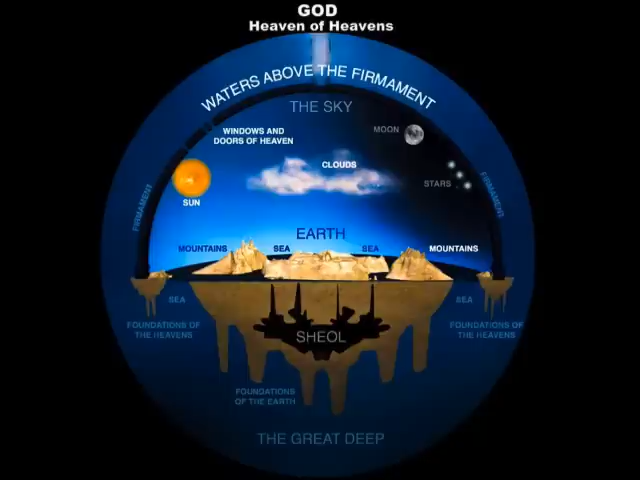 GOD
Heaven of Heavens
WATERS ABOVE THE FIRMAMENT
THE SKY
WINDOWS AND
DOORS OF HEAVEN
MOON
CLOUDS
STARS
SUN
FIRMAMENT
FIRMAMENT
EARTH
MOUNTAINS
SEA
SEA
MOUNTAINS
SEA
SEA
FOUNDATIONS OF
THE HEAVENS
FOUNDATIONS OF
THE HEAVENS
SHEOL
FOUNDATIONS
OF THE EARTH
THE GREAT DEEP